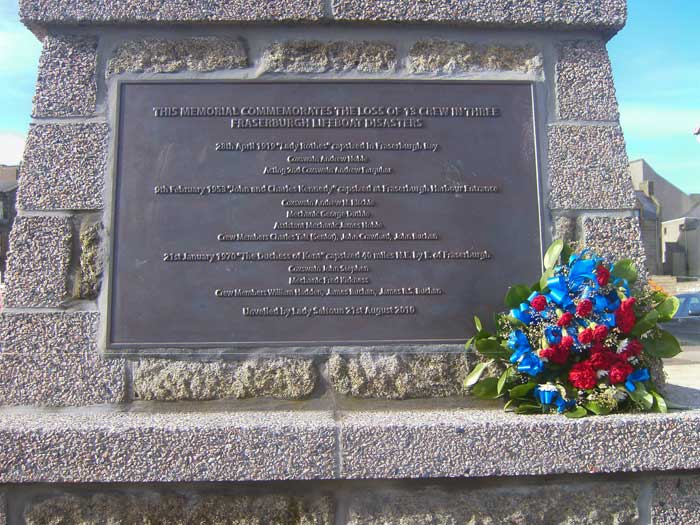 THIS MEMORIAL COMMEMORATES THE LOSS OF 13 CREW IN THREE
FRASERBURGH LIFEBOAT DISASTERS
28th April 1919 "Lady Rothes" capsized in Fraserburgh Bay
Coxswain Andrew Noble
Acting 2nd Coxswain Andrew Farquhar
9th February 1953 "John and Charles Kennedy" capsized at Fraserburgh Harbour Entrance
Coxswain Andrew R. Ritchie
Mechanic George Duthie
Assistant Mechanic James Noble
Crew Members Charles Tait (Senior), John Crawford, John Buchan
21st January 1970 "The Duchess of Kent" capsized 40 miles N.E. by E. of Fraserburgh
Coxswain John Stephen
Mechanic Fred Kirkness
Crew Members William Hadden, James Buchan, James R.S. Buchan
Unveiled by Lady Saltoun 21st August 2010